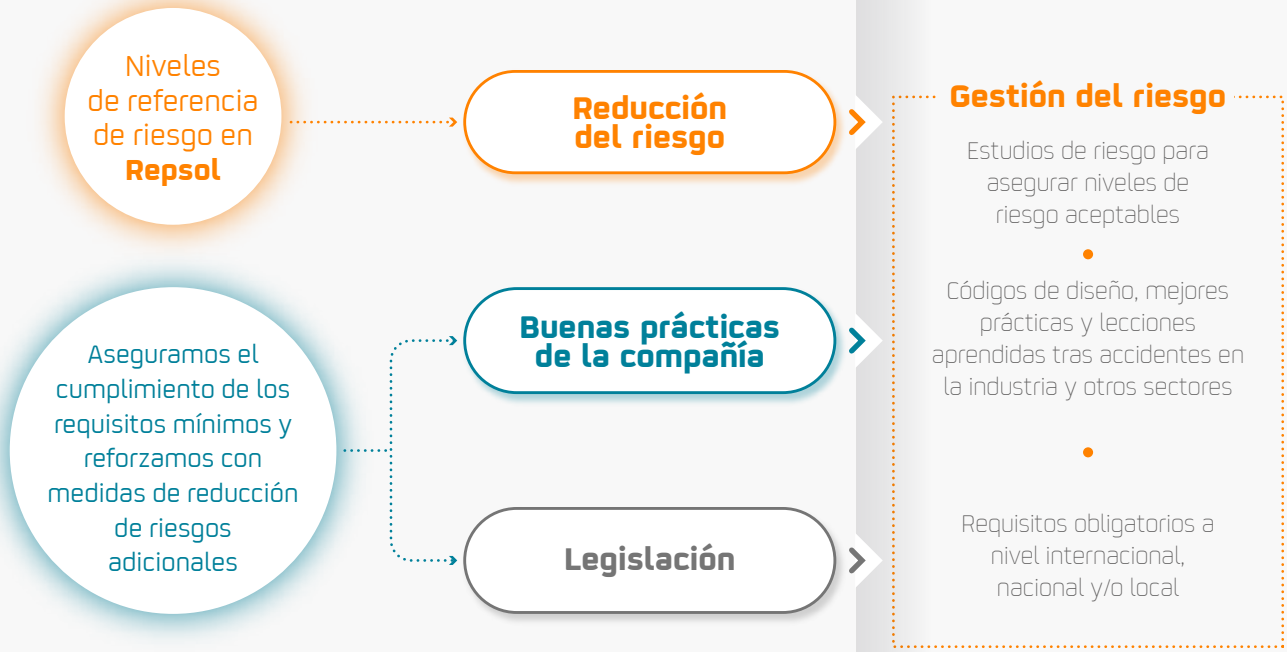 Niveles
de referencia
de riesgo en
Repsol
Reducción
del riesgo
Gestión del riesgo
Estudios de riesgo para
asegurar niveles de
riesgo aceptables
Aseguramos el
cumplimiento de los
requisitos mínimos y
reforzamos con
medidas de reducción
de riesgos
adicionales
Buenas prácticas
de la compañía
Códigos de diseño, mejores
prácticas y lecciones
aprendidas tras accidentes en
la industria y otros sectores
Legislación
Requisitos obligatorios a
nivel internacional,
nacional y/o local